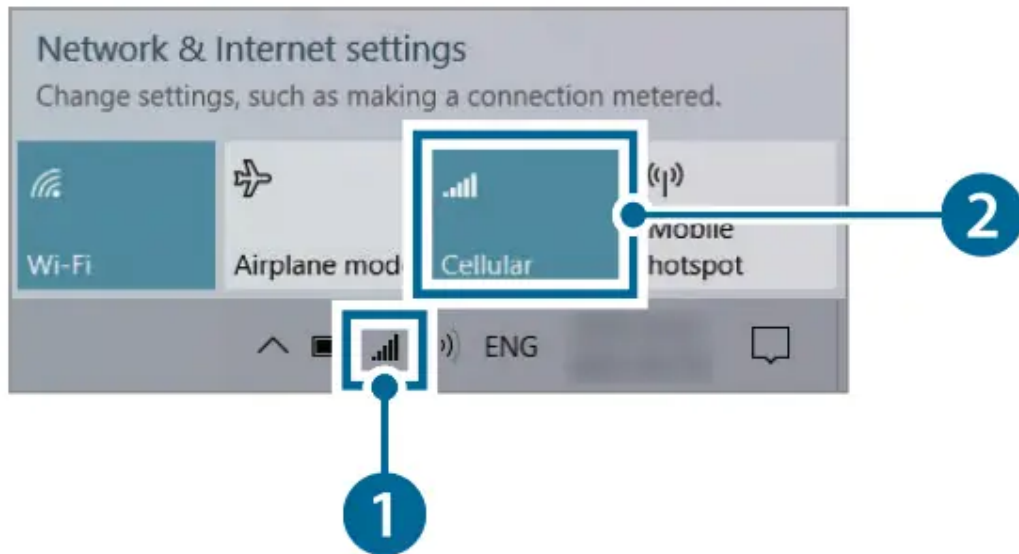 Network & Internet settings
Change settings, such as making a connection metered.
Wi-Fi
Airplane mod
Cellular
Mobile
hotspot
2
ENG
1